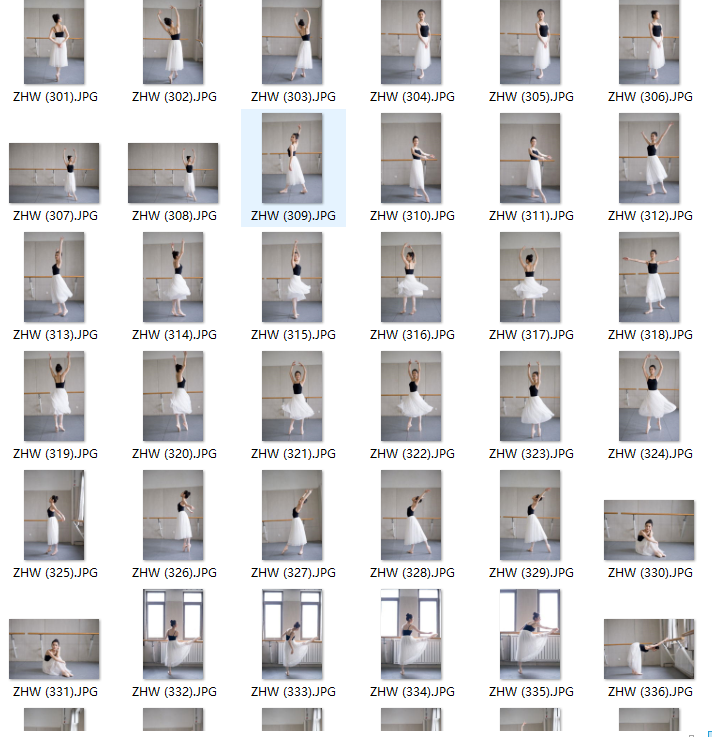 ZHW (301).JPG ZHW (302).JPG ZHW (303).JPG ZHW (304).JPG ZHW (305).JPG ZHW (306).JPG
ZHW (307).JPG ZHW (308).JPG ZHW (309).JPG ZHW (310).JPG ZHW (311).JPG ZHW (312).JPG
ZHW (313).JPG ZHW (314).JPG ZHW (315).JPG ZHW (316).JPG ZHW (317).JPG ZHW (318).JPG
ZHW (319).JPG ZHW (320).JPG ZHW (321).JPG ZHW (322).JPG ZHW (323).JPG ZHW (324).JPG
ZHW (325).JPG ZHW (326).JPG ZHW (327).JPG ZHW (328).JPG ZHW (329).JPG ZHW (330).JPG
ZHW (331).JPG ZHW (332).JPG ZHW (333).JPG ZHW (334).JPG ZHW (335).JPG ZHW (336).JPG